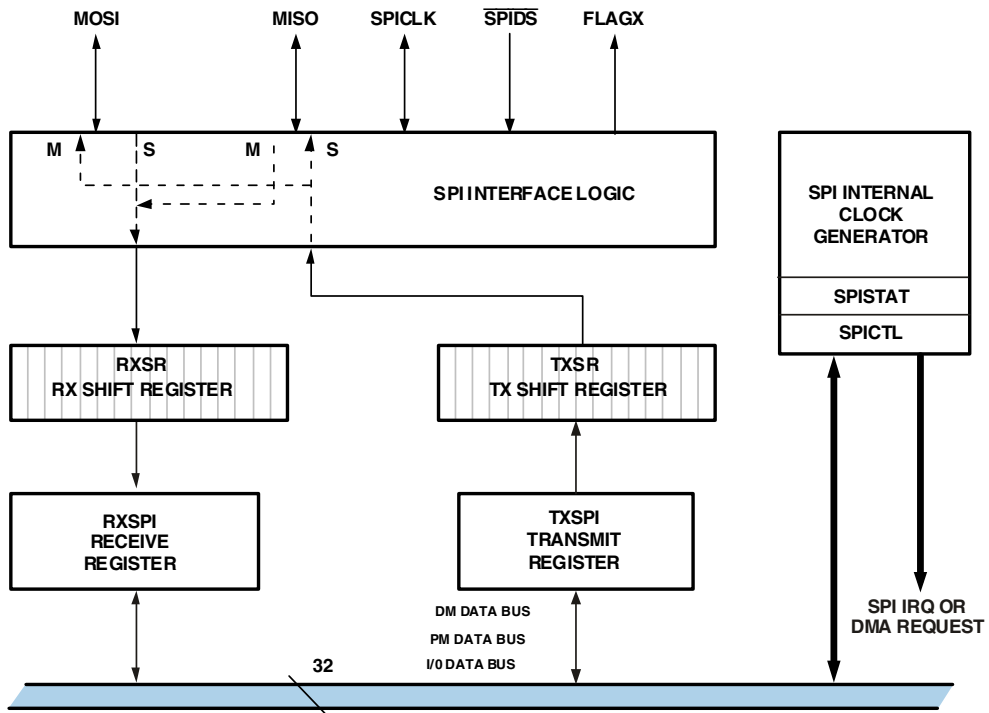 MOSI
MISO
SPICLK
SPIDS
FLAGX
M
S
M
S
SPI INTERFACE LOGIC
SPI INTERNAL
CLOCK
GENERATOR
SPISTAT
SPICTL
RXSR
RX SHIFT REGISTER
TXSR
TX SHIFT REGISTER
RXSPI
RECEIVE
REGISTER
TXSPI
TRANSMIT
REGISTER
SPI IRQ OR
DMA REQUEST
DM DATA BUS
PM DATA BUS
I/0 DATA BUS
32